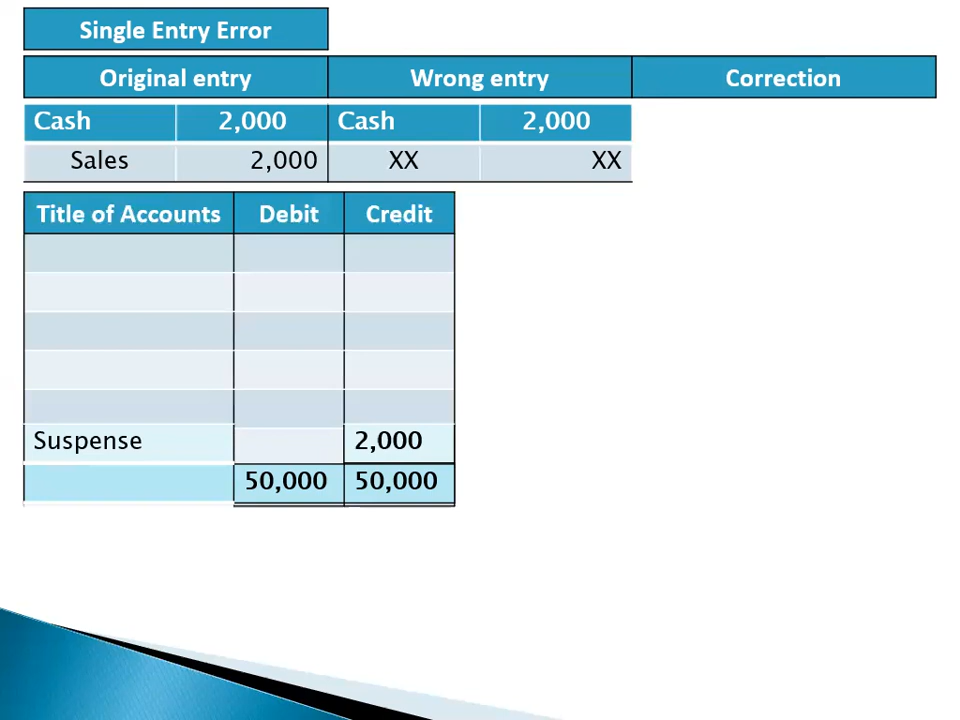 Single Entry Error
Original entry Wrong entry Correction
Cash 2,000 Cash 2,000
Sales 2,000 XX XX
Title of Accounts Debit Credit
Suspense 2,000
50,000 50,000